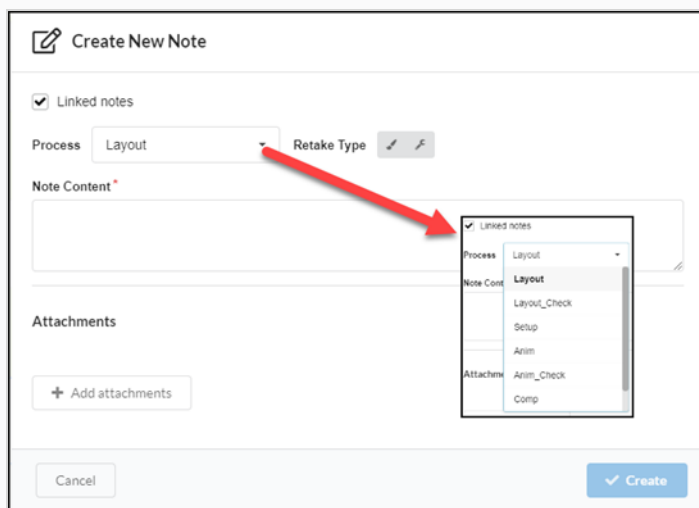 Create New Note
Linked notes
Process Layout Retake Type
Note Content*
Attachments
Add attachments
Cancel Create
Linked notes
Process Layout
Note Cont
Layout
Layout_Check
Setup
Anim
Attachme Anim_Check
Comp